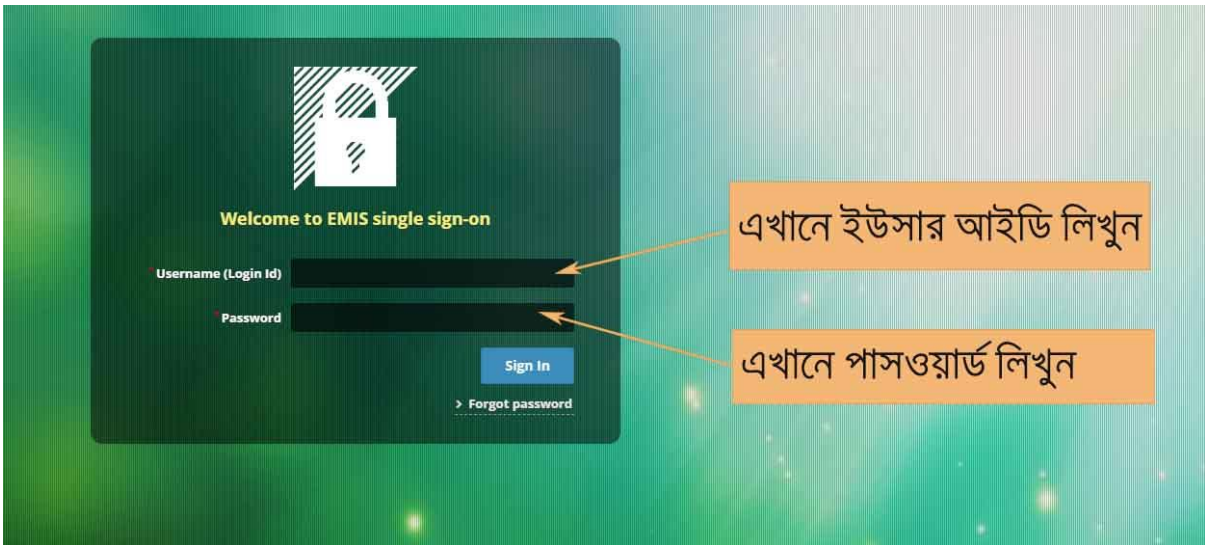 Welcome to EMIS single sign-on
এখানে ইউসার আইডি লিখুন
*Username (Login Id)
*Password
এখানে পাসওয়ার্ড লিখুন
Sign In
> Forgot password